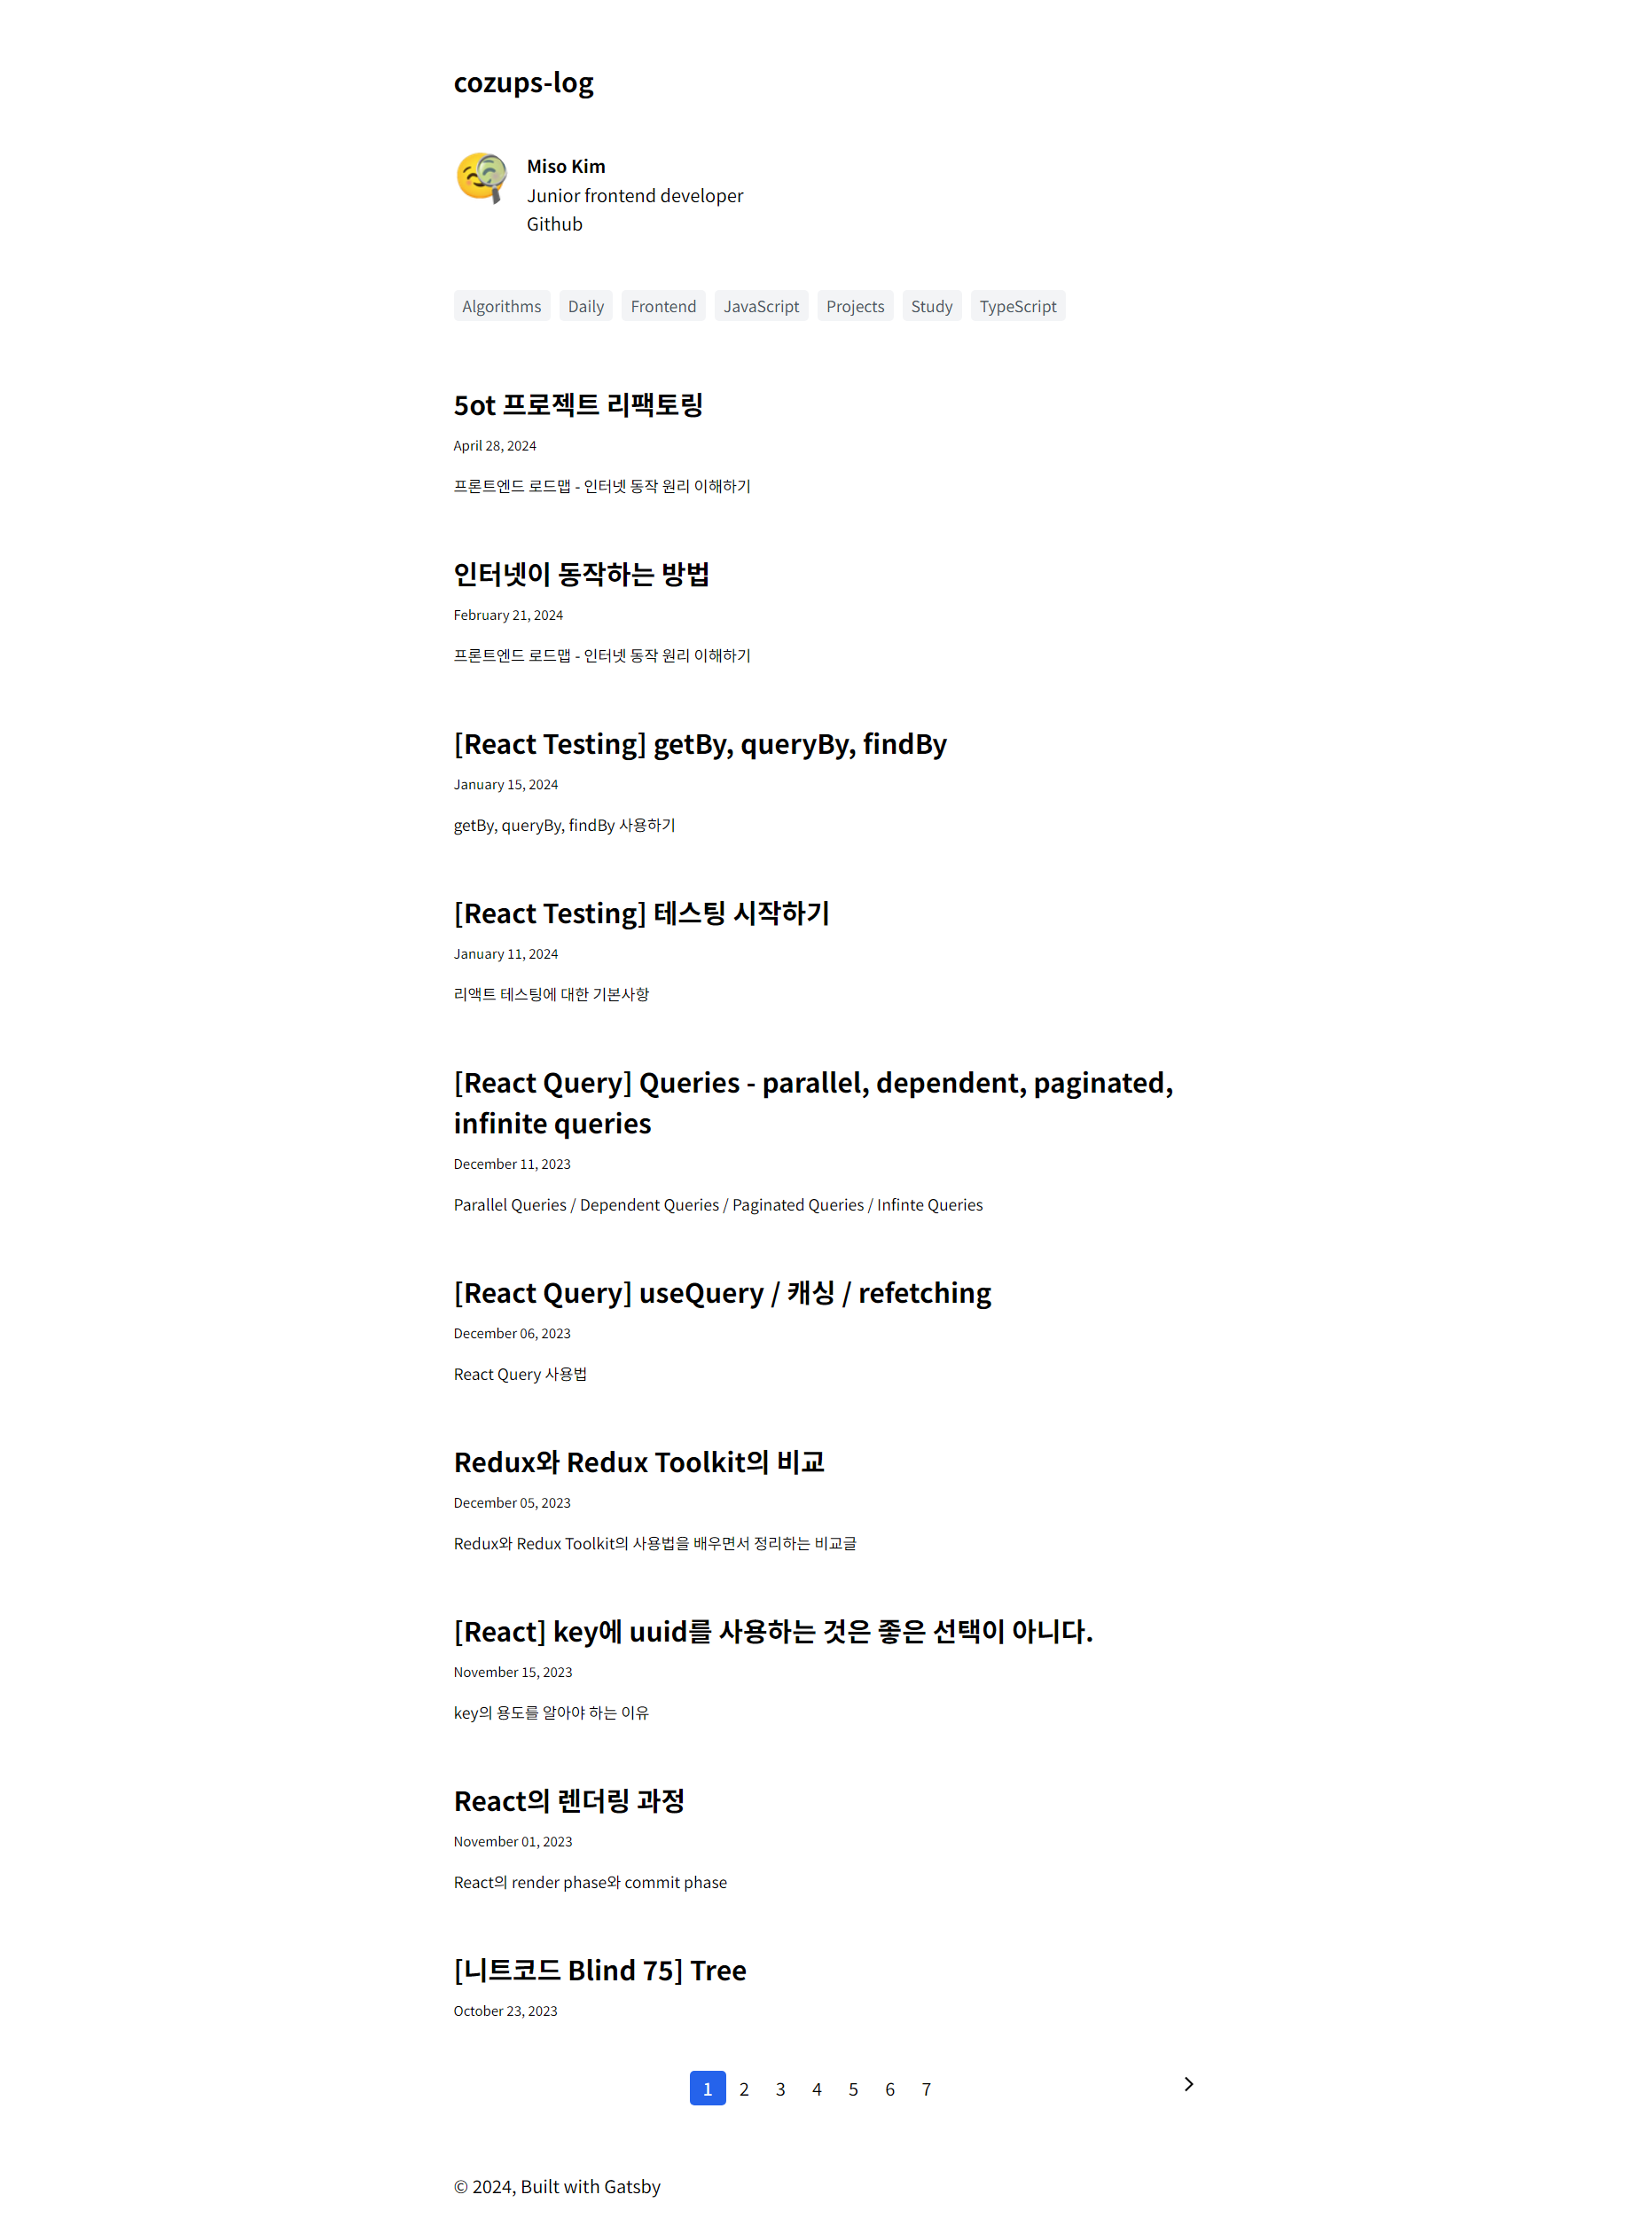 cozups-log
Miso Kim
Junior frontend developer
Github
Algorithms Daily Frontend JavaScript Projects Study TypeScript
5ot 프로젝트 리팩토링
April 28, 2024
프론트엔드 로드맵 - 인터넷 동작 원리 이해하기
인터넷이 동작하는 방법
February 21, 2024
프론트엔드 로드맵 - 인터넷 동작 원리 이해하기
[React Testing] getBy, queryBy, findBy
January 15, 2024
getBy, queryBy, findBy 사용하기
[React Testing] 테스팅 시작하기
January 11, 2024
리액트 테스팅에 대한 기본사항
[React Query] Queries - parallel, dependent, paginated,
infinite queries
December 11, 2023
Parallel Queries / Dependent Queries / Paginated Queries / Infinte Queries
[React Query] useQuery / 캐싱 / refetching
December 06, 2023
React Query 사용법
Redux와 Redux Toolkit의 비교
December 05, 2023
Redux와 Redux Toolkit의 사용법을 배우면서 정리하는 비교글
[React] key에 uuid를 사용하는 것은 좋은 선택이 아니다.
November 15, 2023
key의 용도를 알아야 하는 이유
React의 렌더링 과정
November 01, 2023
React의 render phase와 commit phase
[니트코드 Blind 75] Tree
October 23, 2023
1 2 3 4 5 6 7
© 2024, Built with Gatsby